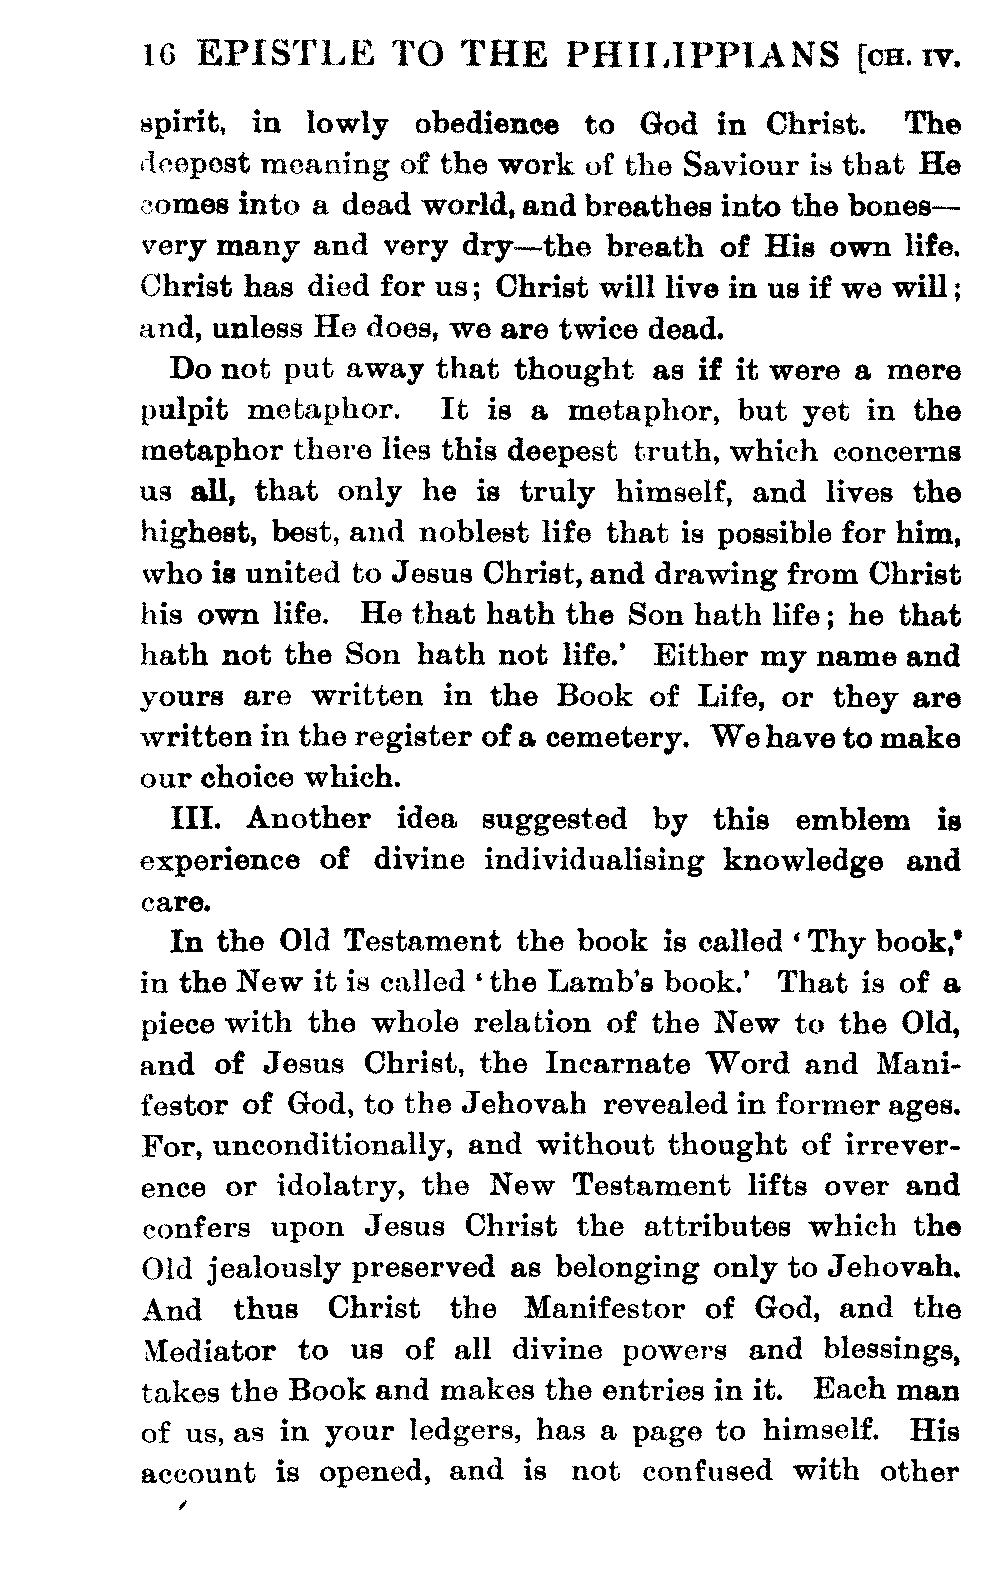 16 EPISTLE TO THE PHILIPPIANS [CH. IV.
spirit, in lowly obedience to God in Christ. The
deepest meaning of the work of the Saviour is that He
comes into a dead world, and breathes into the bones—
very many and very dry—the breath of His own life.
Christ has died for us; Christ will live in us if we will;
and, unless He does, we are twice dead.
Do not put away that thought as if it were a mere
pulpit metaphor. It is a metaphor, but yet in the
metaphor there lies this deepest truth, which concerns
us all, that only he is truly himself, and lives the
highest, best, and noblest life that is possible for him,
who is united to Jesus Christ, and drawing from Christ
his own life. He that hath the Son hath life; he that
hath not the Son hath not life.' Either my name and
yours are written in the Book of Life, or they are
written in the register of a cemetery. We have to make
our choice which.
III. Another idea suggested by this emblem is
experience of divine individualising knowledge and
care.
In the Old Testament the book is called 'Thy book,'
in the New it is called 'the Lamb's book.' That is of a
piece with the whole relation of the New to the Old,
and of Jesus Christ, the Incarnate Word and Mani-
festor of God, to the Jehovah revealed in former ages.
For, unconditionally, and without thought of irrever-
ence or idolatry, the New Testament lifts over and
confers upon Jesus Christ the attributes which the
Old jealously preserved as belonging only to Jehovah.
And thus Christ the Manifestor of God, and the
Mediator to us of all divine powers and blessings,
takes the Book and makes the entries in it. Each man
of us, as in your ledgers, has a page to himself. His
account is opened, and is not confused with other